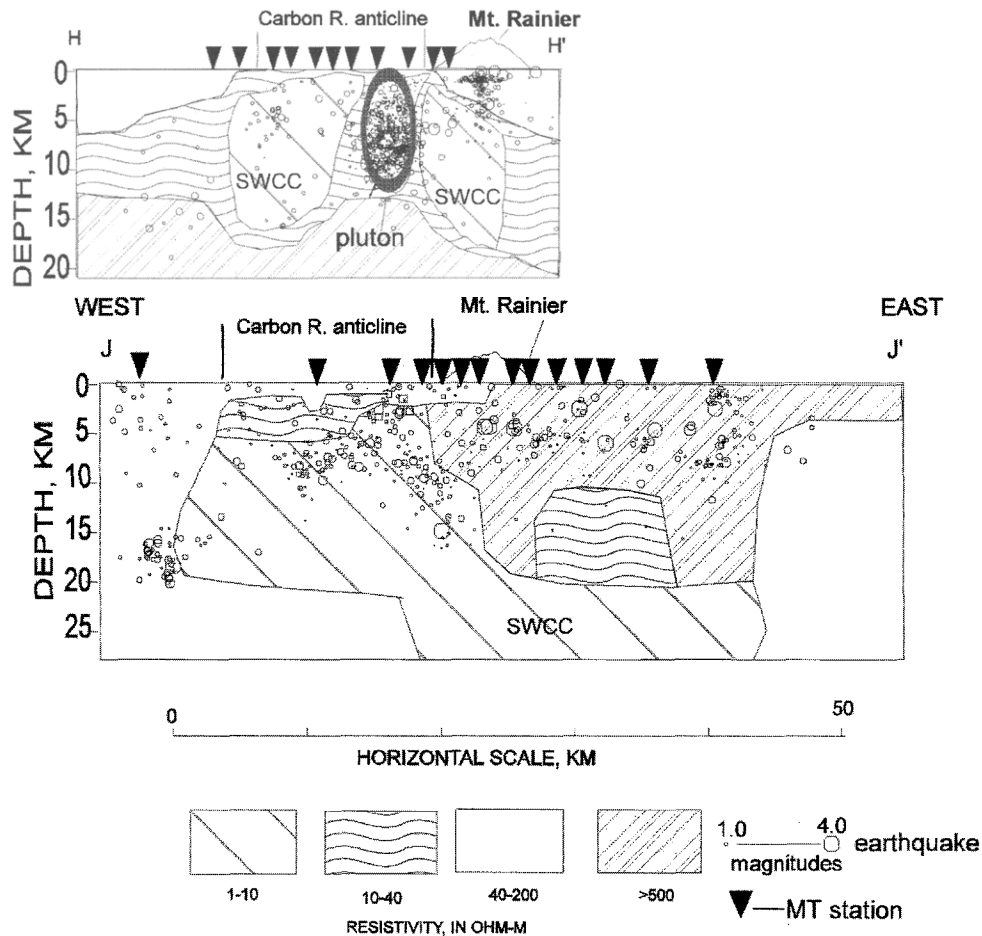 Carbon R. anticline
Mt. Rainier
H
H'
0
5
10
15
20
DEPTH, KM
SWCC
SWCC
pluton
WEST
Mt. Rainier
EAST
Carbon R. anticline
J
J'
0
5
10
15
20
25
DEPTH, KM
SWCC
0
50
HORIZONTAL SCALE, KM
1.0
4.0
earthquake
magnitudes
1-10
10-40
40-200
>500
MT station
RESISTIVITY, IN OHM-M